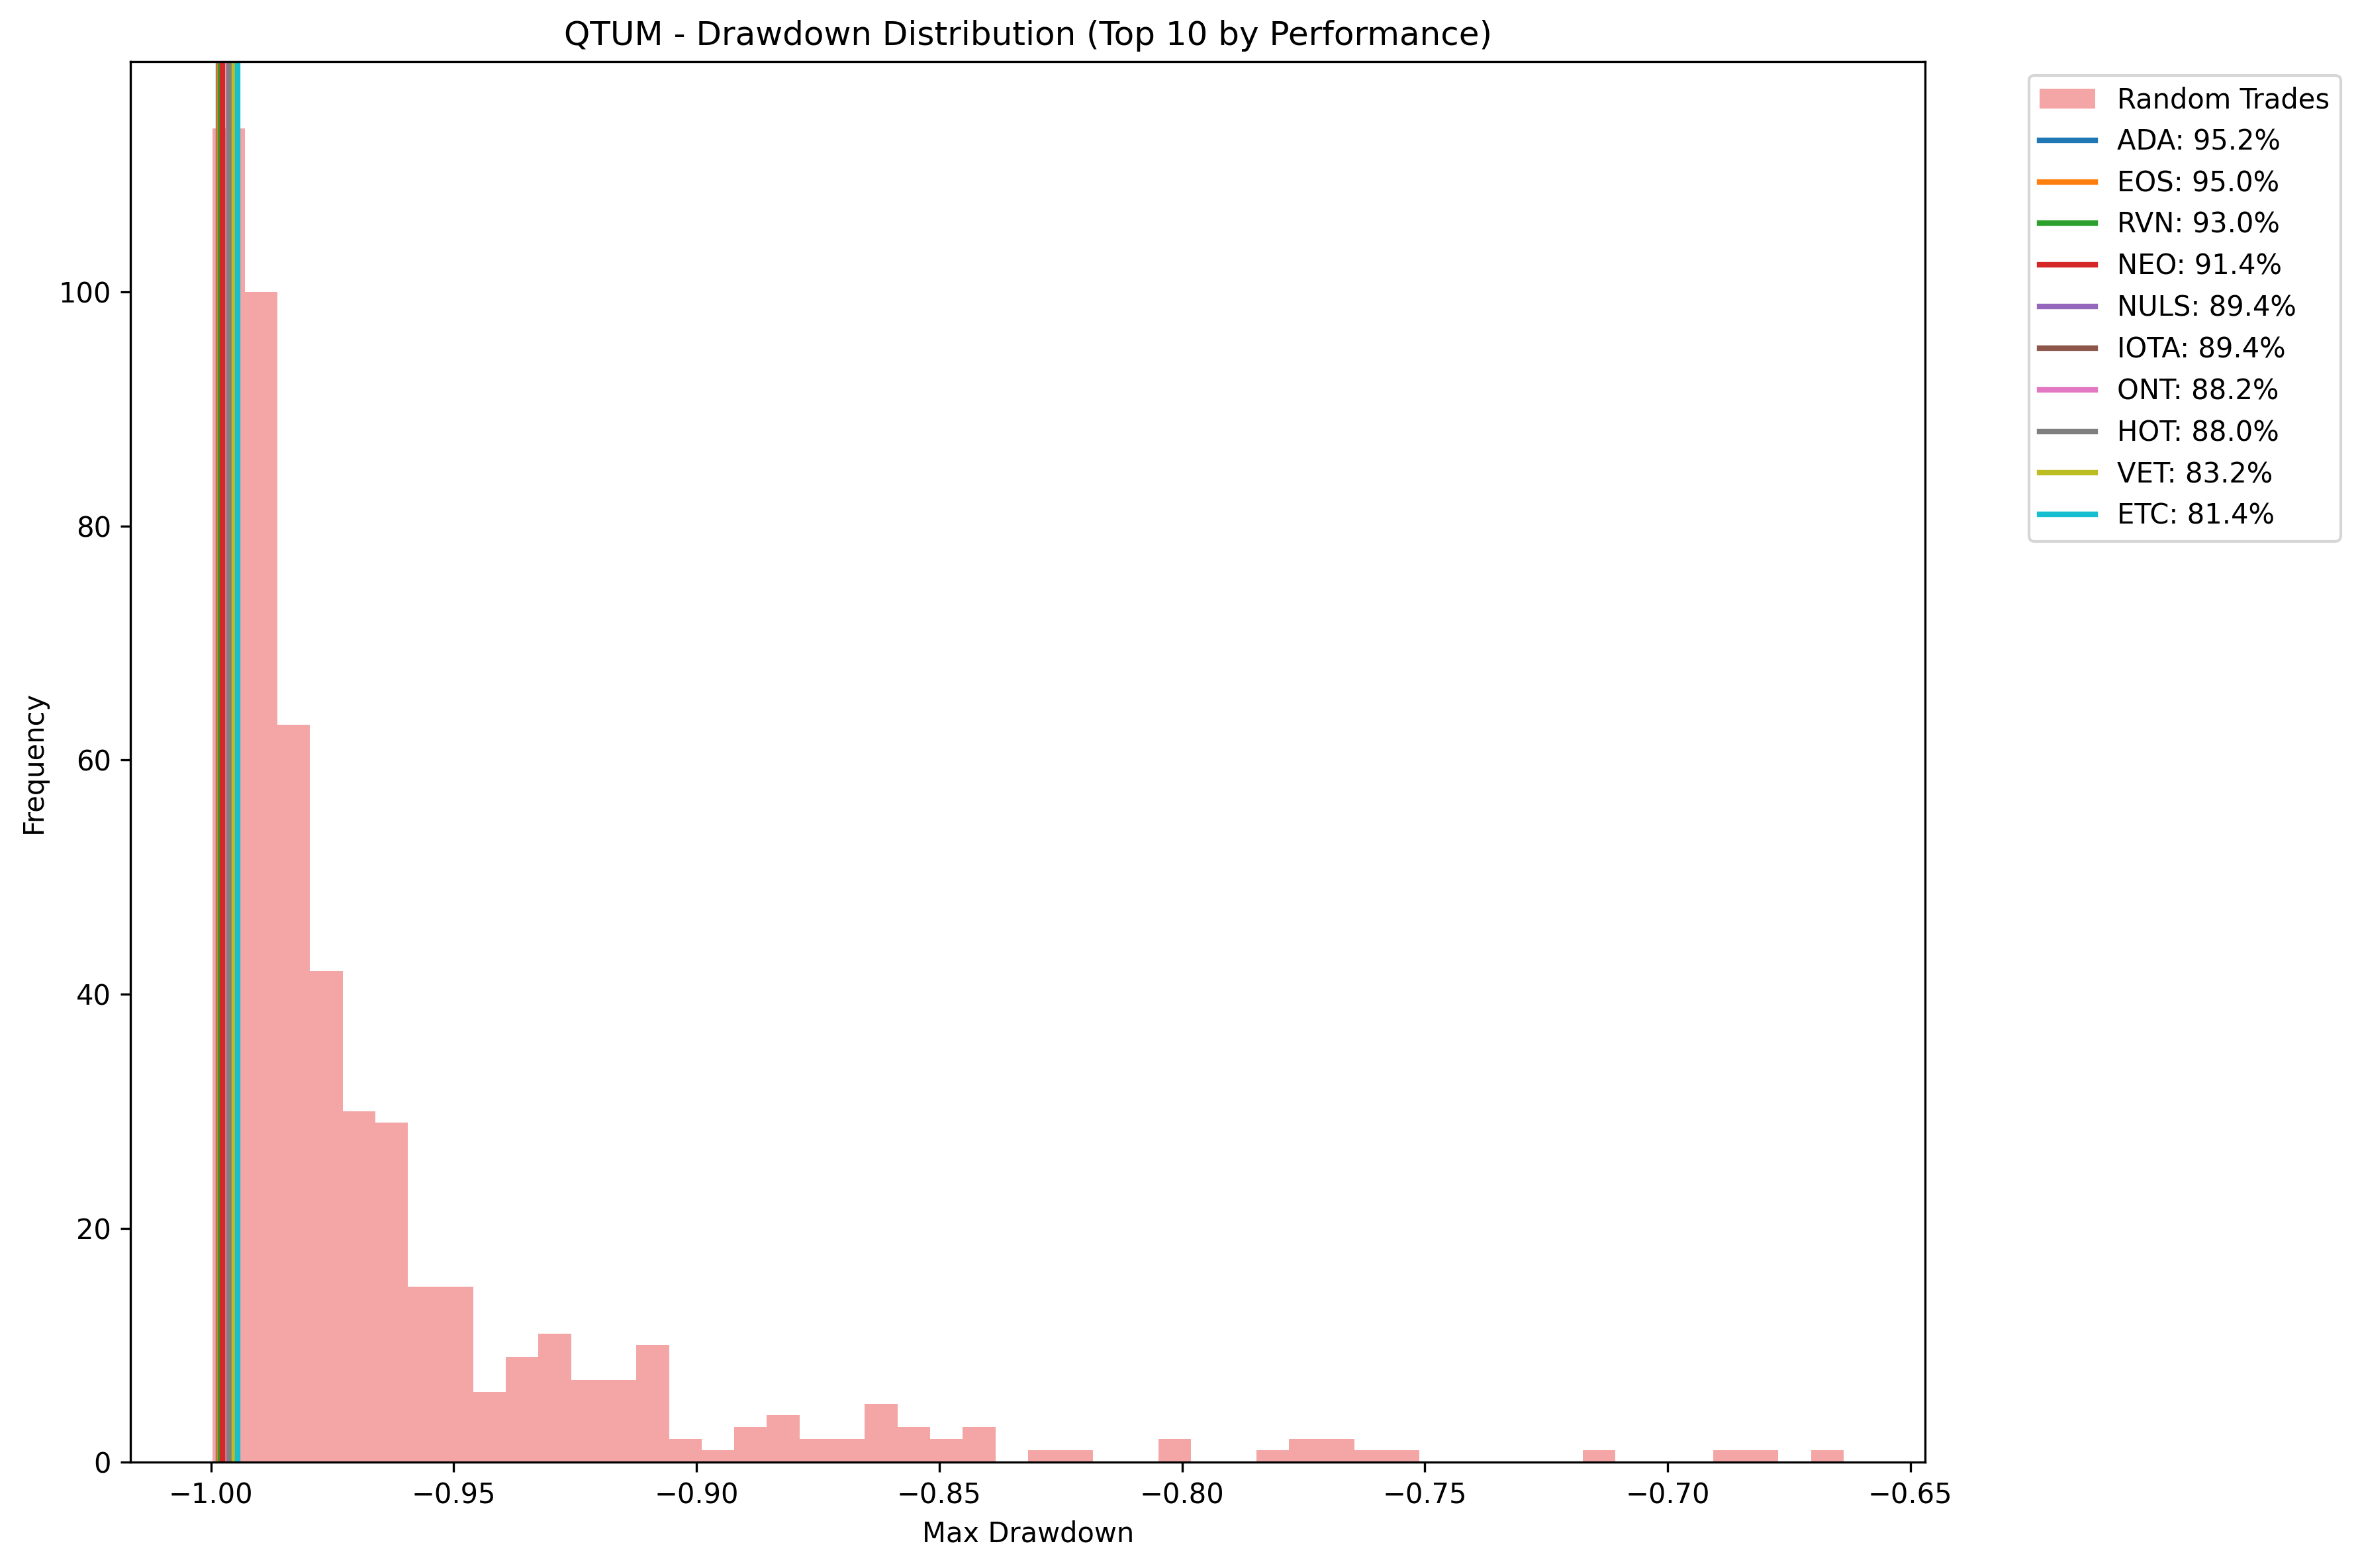 QTUM - Drawdown Distribution (Top 10 by Performance)
Random Trades
ADA: 95.2%
EOS: 95.0%
RVN: 93.0%
NEO: 91.4%
NULS: 89.4%
IOTA: 89.4%
ONT: 88.2%
HOT: 88.0%
VET: 83.2%
ETC: 81.4%
Frequency
100
80
60
40
20
0
−1.00
−0.95
−0.90
−0.85
−0.80
−0.75
−0.70
−0.65
Max Drawdown